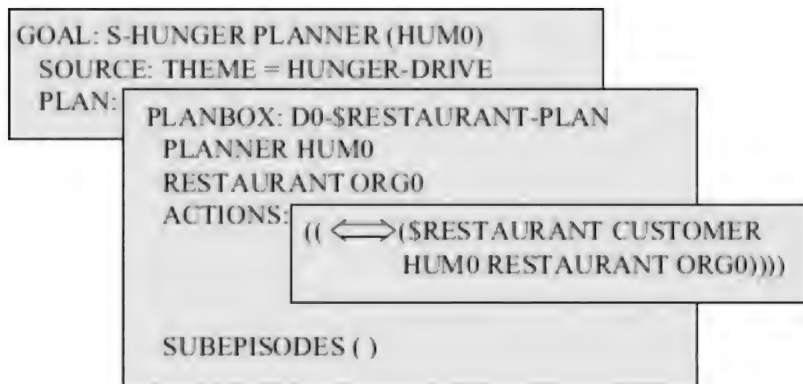 GOAL: S-HUNGER PLANNER (HUM0)
SOURCE: THEME = HUNGER-DRIVE
PLAN:
PLANBOX: D0-$RESTAURANT-PLAN
PLANNER HUM0
RESTAURANT ORG0
ACTIONS:
(( ⟺($RESTAURANT CUSTOMER
HUM0 RESTAURANT ORG0))))
SUBEPISODES ( )